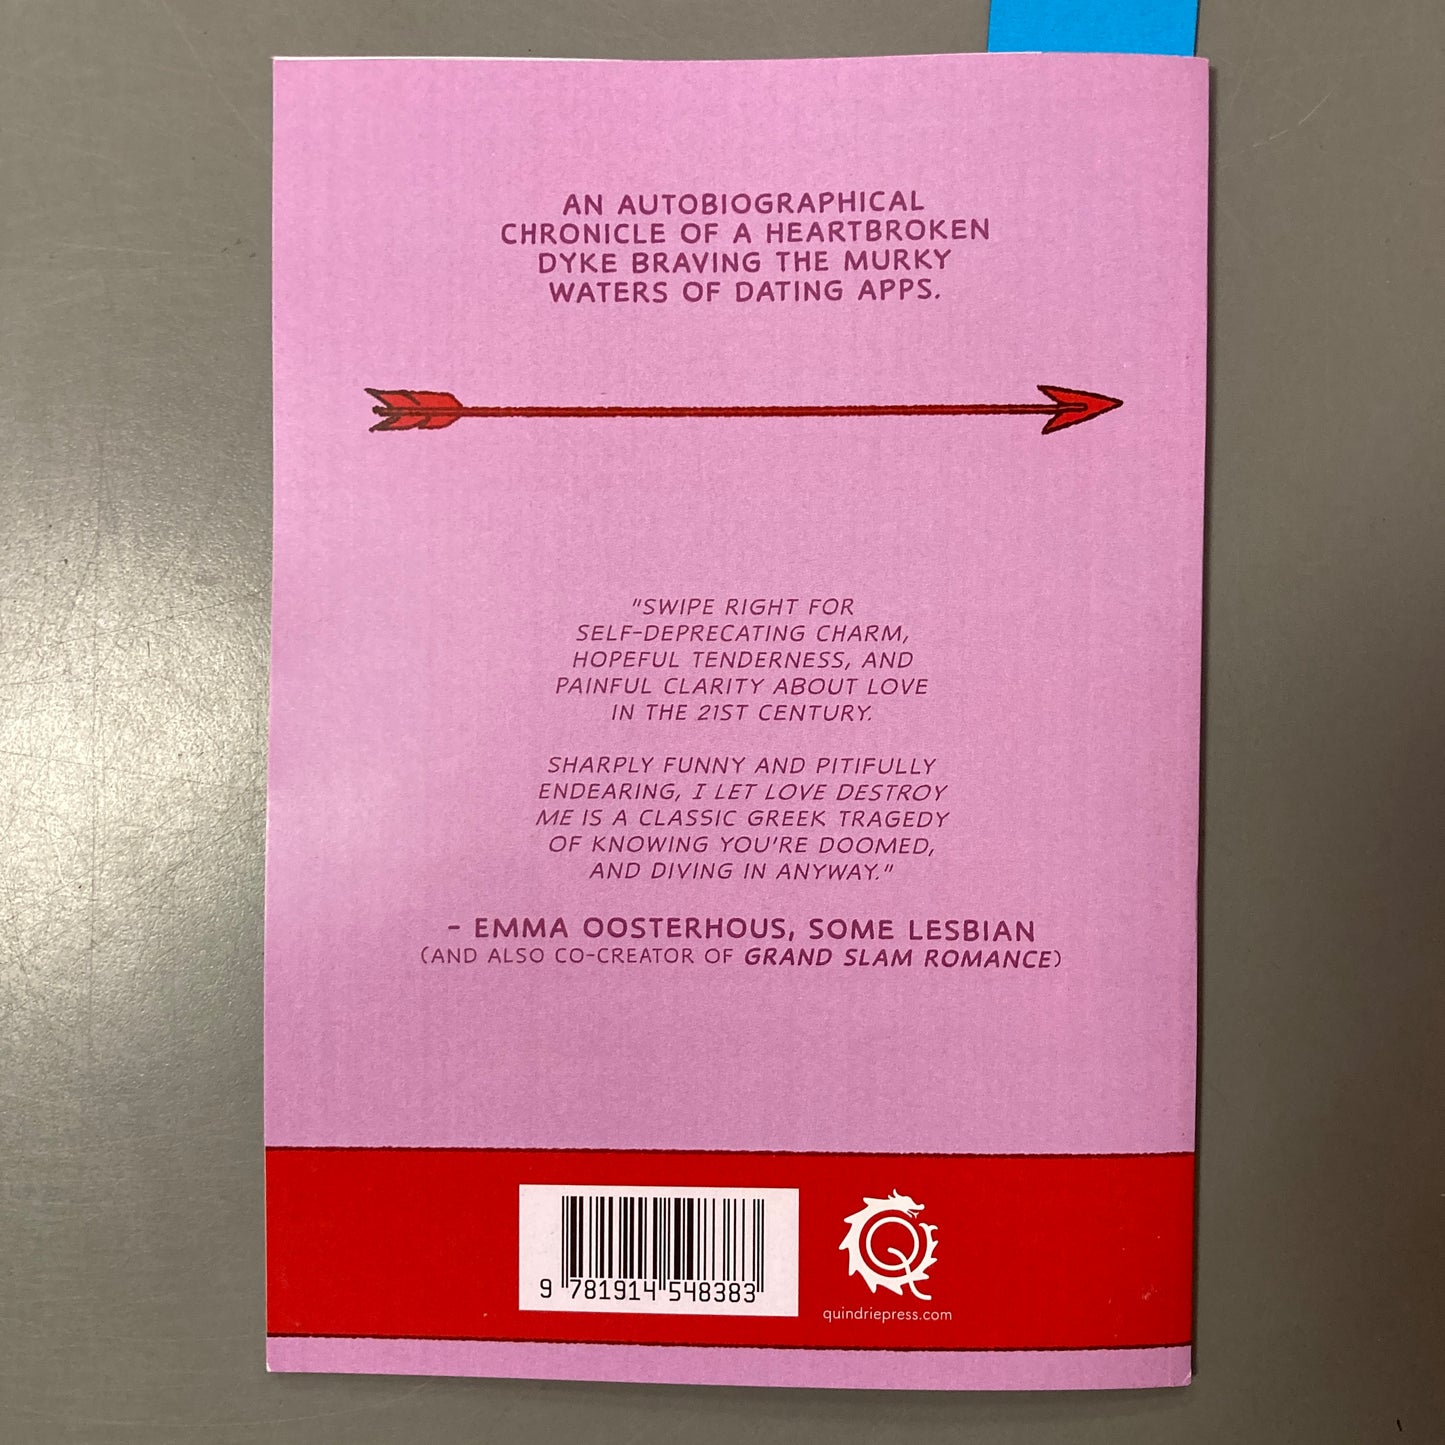 AN AUTOBIOGRAPHICAL
CHRONICLE OF A HEARTBROKEN
DYKE BRAVING THE MURKY
WATERS OF DATING APPS.
"SWIPE RIGHT FOR
SELF-DEPRECATING CHARM,
HOPEFUL TENDERNESS, AND
PAINFUL CLARITY ABOUT LOVE
IN THE 21ST CENTURY.
SHARPLY FUNNY AND PITIFULLY
ENDEARING, I LET LOVE DESTROY
ME IS A CLASSIC GREEK TRAGEDY
OF KNOWING YOU'RE DOOMED,
AND DIVING IN ANYWAY."
- EMMA OOSTERHOUS, SOME LESBIAN
(AND ALSO CO-CREATOR OF GRAND SLAM ROMANCE)
9 781914 548383
Q
quindriepress.com